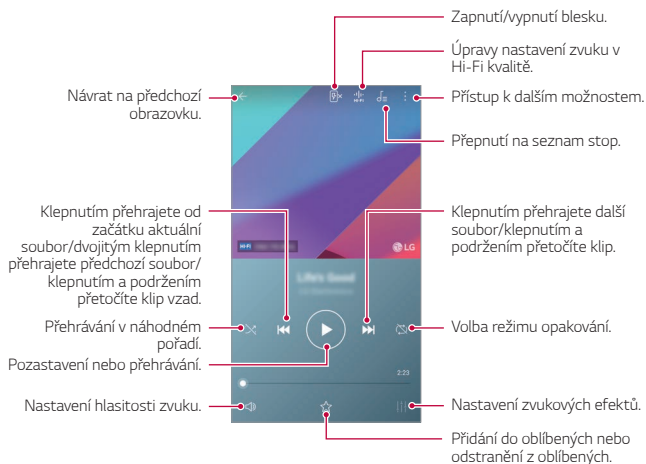 Zapnutí/vypnutí blesku.
Úpravy nastavení zvuku v
Hi-Fi kvalitě.
Návrat na předchozí
obrazovku.
Přístup k dalším možnostem.
Přepnutí na seznam stop.
Klepnutím přehrajete od
začátku aktuální
soubor/dvojitým klepnutím
přehrajete předchozí soubor/
klepnutím a podržením
přetočíte klip vzad.
Klepnutím přehrajete další
soubor/klepnutím a
podržením přetočíte klip.
HI-FI
LG
Life's Good
Přehrávání v náhodném
pořadí.
Volba režimu opakování.
Pozastavení nebo přehrávání.
2:23
Nastavení hlasitosti zvuku.
Nastavení zvukových efektů.
Přidání do oblíbených nebo
odstranění z oblíbených.